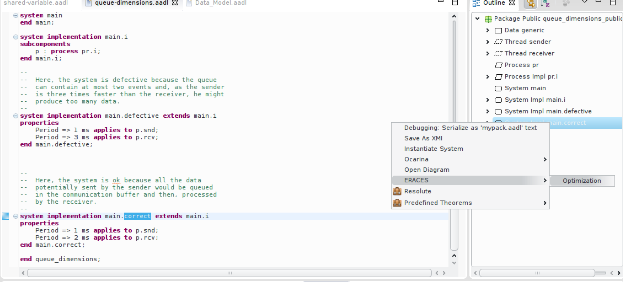 shared-variable.aadl
queue-dimensions.aadl
Data_Model.aadl
system main
end main;
system implementation main.i
subcomponents
p : process pr.i;
end main.i;
--
-- Here, the system is defective because the queue
-- can contain at most two events and, as the sender
-- is three times faster than the receiver, he might
-- produce too many data.
--
system implementation main.defective extends main.i
properties
Period => 1 ms applies to p.snd;
Period => 3 ms applies to p.rcv;
end main.defective;
--
-- Here, the system is ok because all the data
-- potentially sent by the sender would be queued
-- in the communication buffer and then, processed
-- by the receiver.
system implementation main.correct extends main.i
properties
Period => 1 ms applies to p.snd;
Period => 2 ms applies to p.rcv;
end main.correct;
end queue_dimensions;
Debugging: Serialize as 'mypack.aadl' text
Save As XMI
Instantiate System
Ocarina
Open Diagram
ERACES
Resolute
Predefined Theorems
Optimization
Outline
Package Public queue_dimensions_public
Data generic
Thread sender
Thread receiver
Process pr
Process Impl pr.i
System main
System Impl main.i
System Impl main.defective